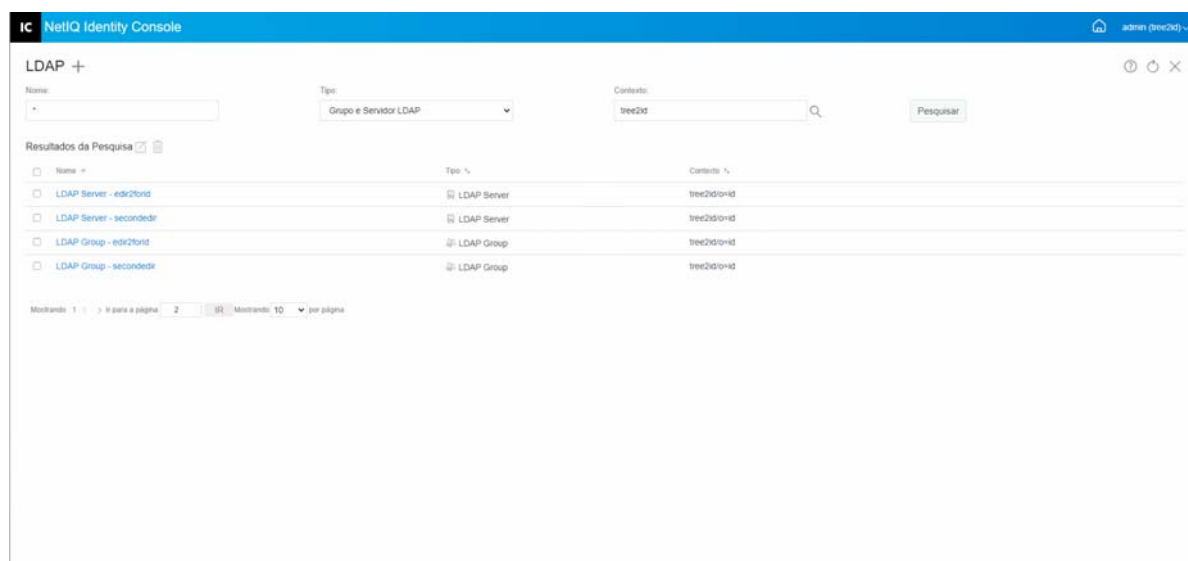 IC NetIQ Identity Console admin (tree2id)
LDAP +
Nome: Tipo: Contexto:
* Grupo e Servidor LDAP tree2id Pesquisar
Resultados da Pesquisa
Nome Tipo Contexto
LDAP Server - edir2forid LDAP Server tree2id/o=id
LDAP Server - secondedir LDAP Server tree2id/o=id
LDAP Group - edir2forid LDAP Group tree2id/o=id
LDAP Group - secondedir LDAP Group tree2id/o=id
Mostrando 1 Ir para a página 2 IR Mostrando 10 por página